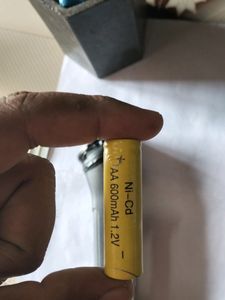 Ni-Cd
+ AA 600mAh 1.2V −